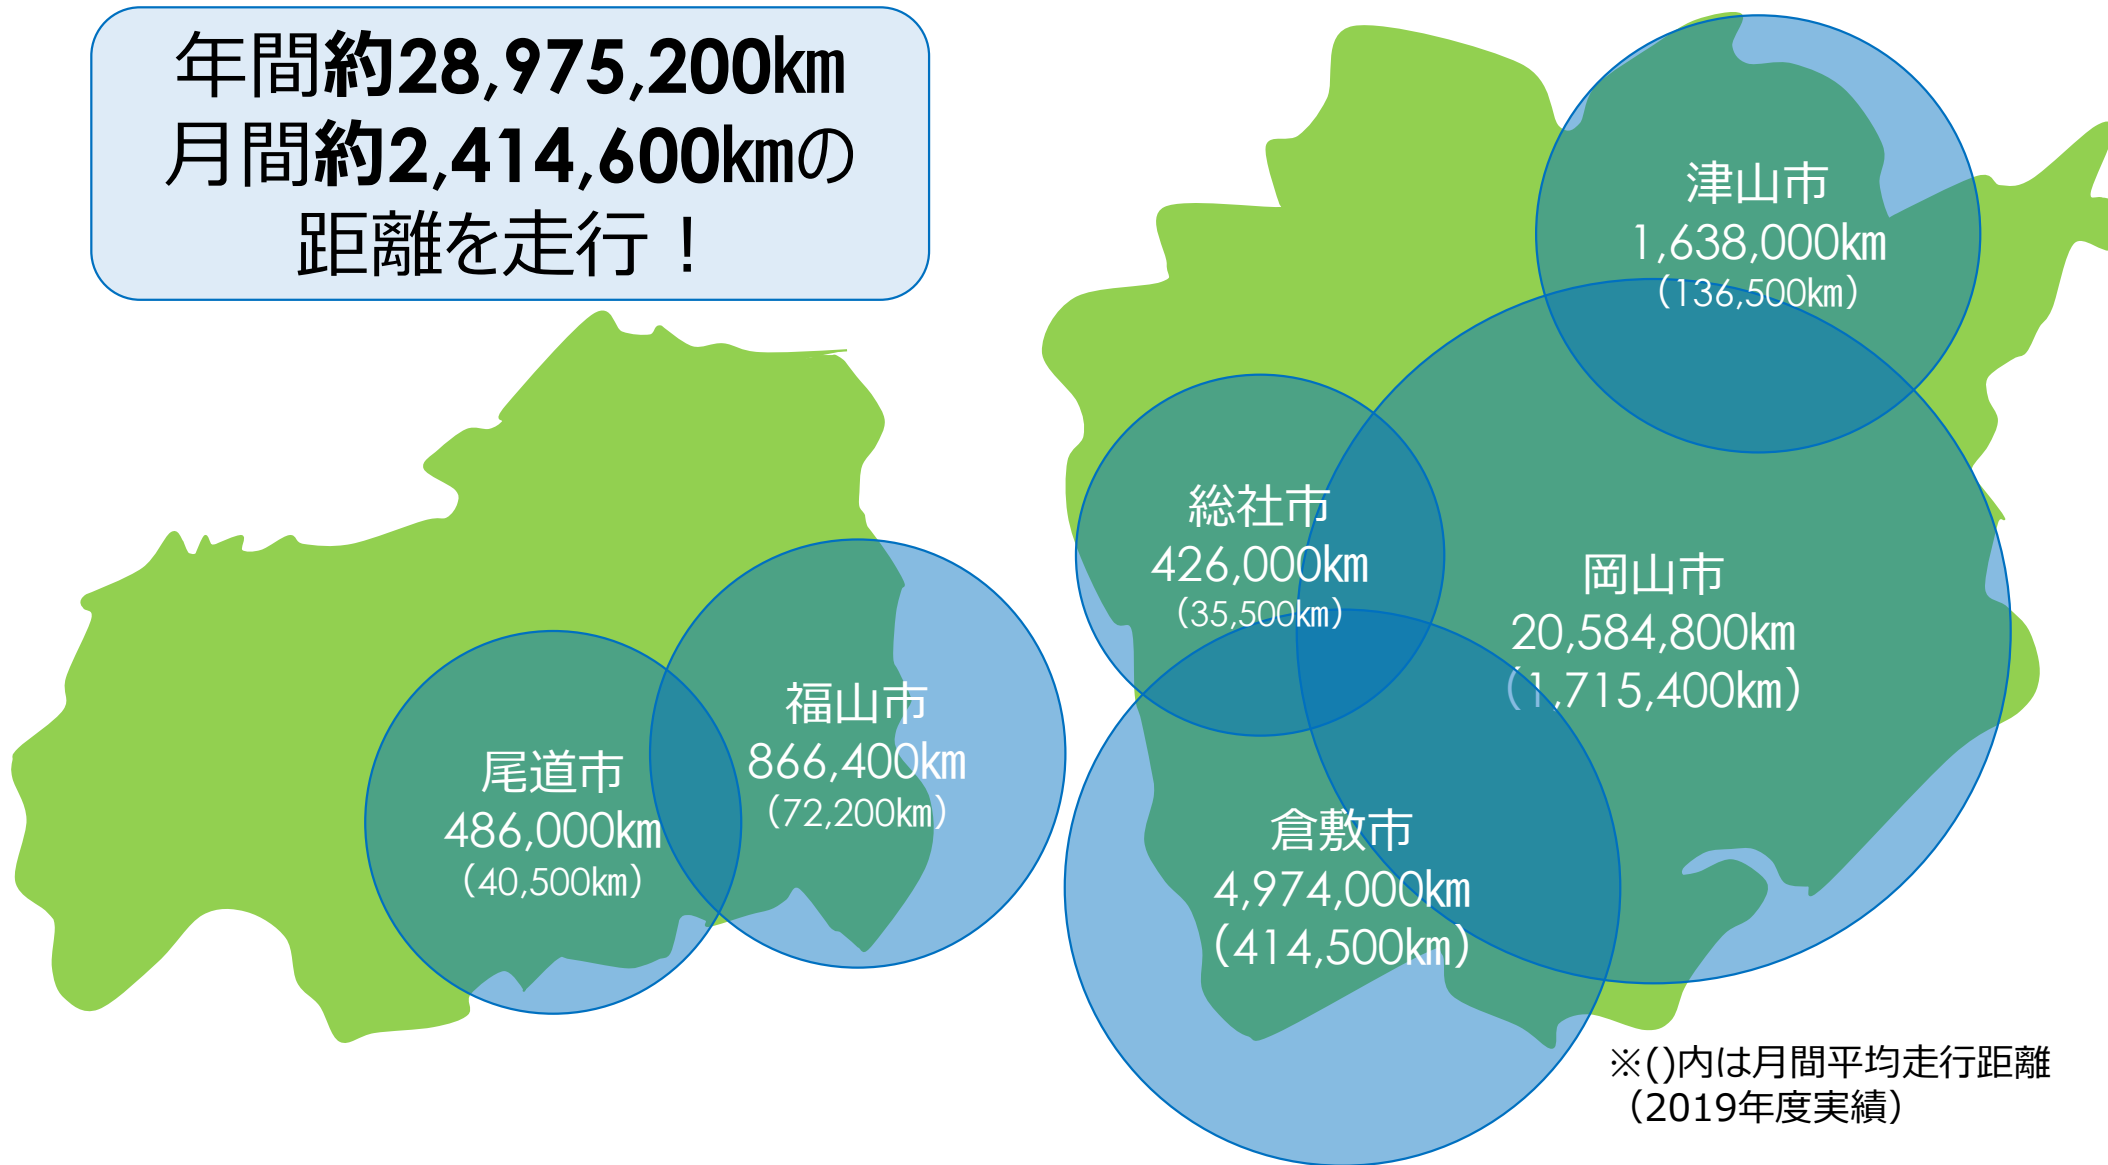 年間約28,975,200㎞
月間約2,414,600㎞の
距離を走行！
津山市
1,638,000㎞
（136,500㎞）
総社市
426,000㎞
（35,500㎞）
岡山市
20,584,800㎞
（1,715,400㎞）
福山市
866,400㎞
（72,200㎞）
尾道市
486,000㎞
（40,500㎞）
倉敷市
4,974,000㎞
（414,500㎞）
※()内は月間平均走行距離
（2019年度実績）